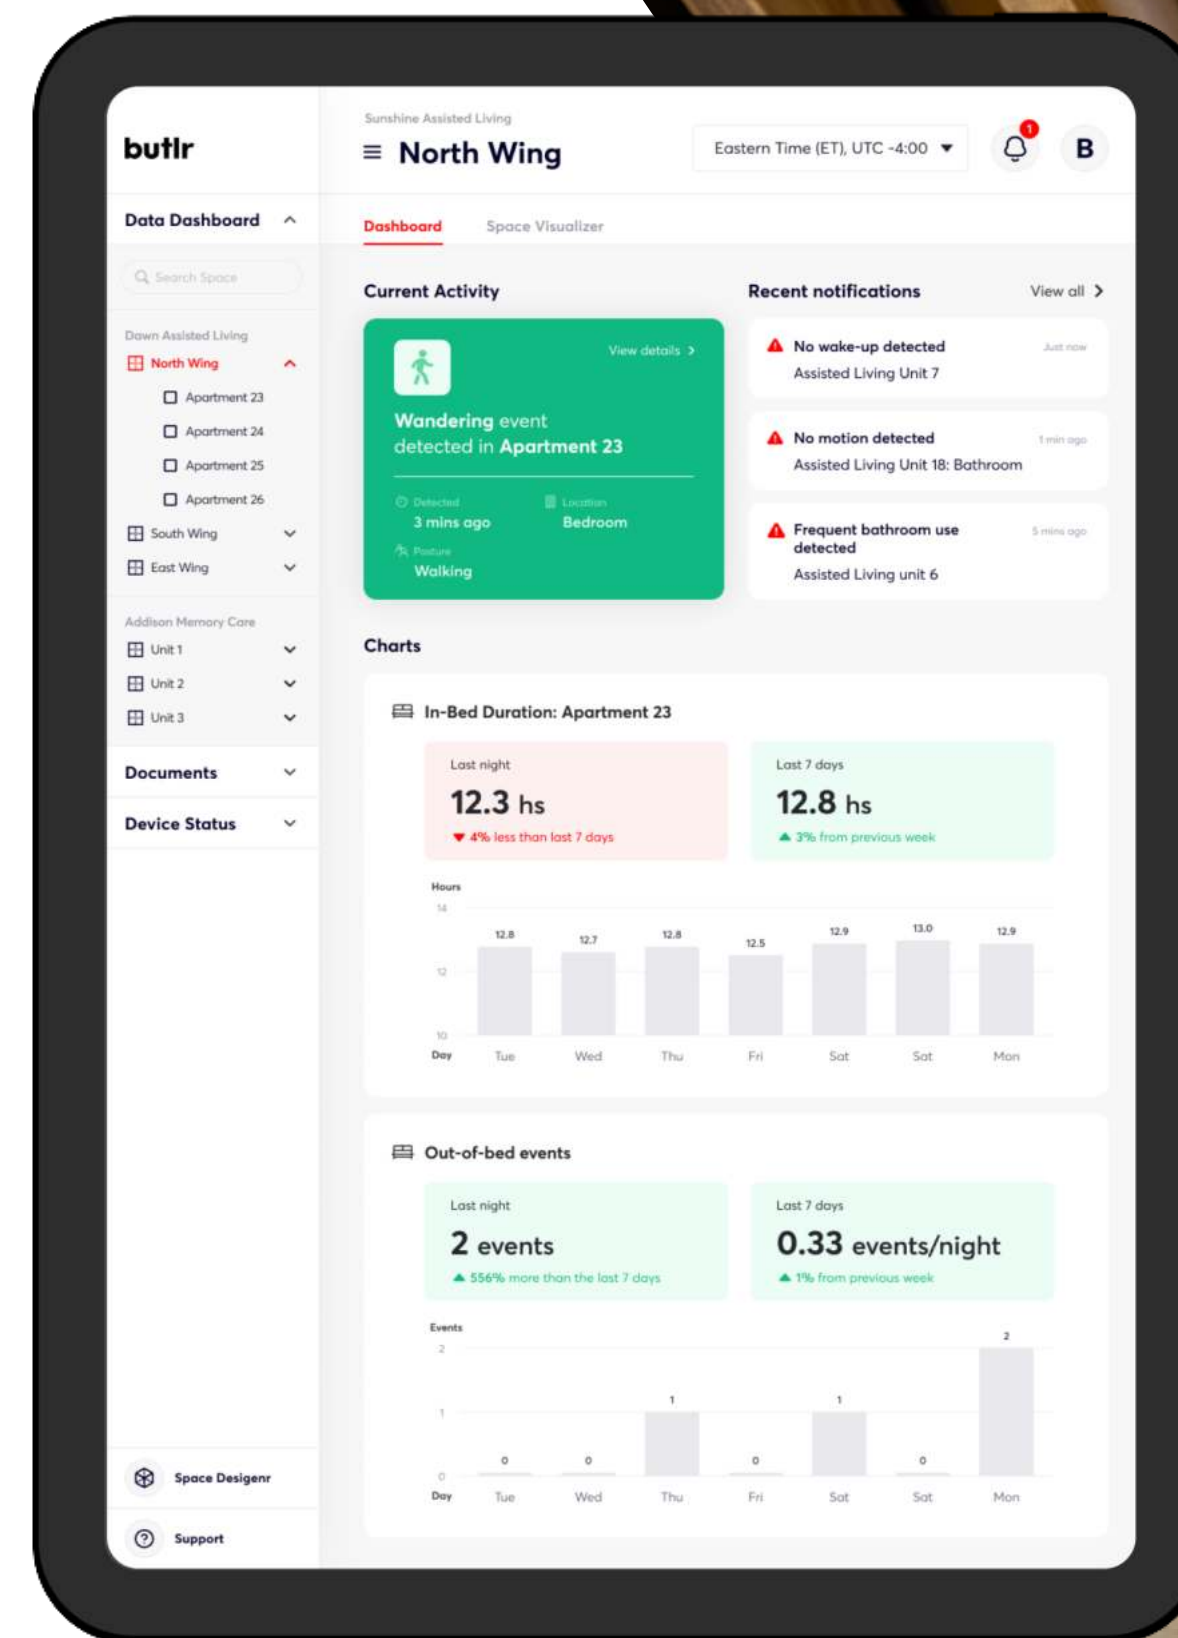 butlr
Data Dashboard
Search Space
Dawn Assisted Living
North Wing
Apartment 23
Apartment 24
Apartment 25
Apartment 26
South Wing
East Wing
Addison Memory Care
Unit 1
Unit 2
Unit 3
Documents
Device Status
Space Desigenr
Support
Sunshine Assisted Living
North Wing
Eastern Time (ET), UTC -4:00
1
B
Dashboard Space Visualizer
Current Activity
View details
Wandering event
detected in Apartment 23
Detected Location
3 mins ago Bedroom
Posture
Walking
Recent notifications View all
No wake-up detected Just now
Assisted Living Unit 7
No motion detected 1 min ago
Assisted Living Unit 18: Bathroom
Frequent bathroom use 5 mins ago
detected
Assisted Living unit 6
Charts
In-Bed Duration: Apartment 23
Last night
12.3 hs
4% less than last 7 days
Last 7 days
12.8 hs
3% from previous week
Hours
14
12.8 12.7 12.8 12.5 12.9 13.0 12.9
12
10
Day Tue Wed Thu Fri Sat Sat Mon
Out-of-bed events
Last night
2 events
556% more than the last 7 days
Last 7 days
0.33 events/night
1% from previous week
Events
2
2
1
1 1
0 0 0 0
0
Day Tue Wed Thu Fri Sat Sat Mon